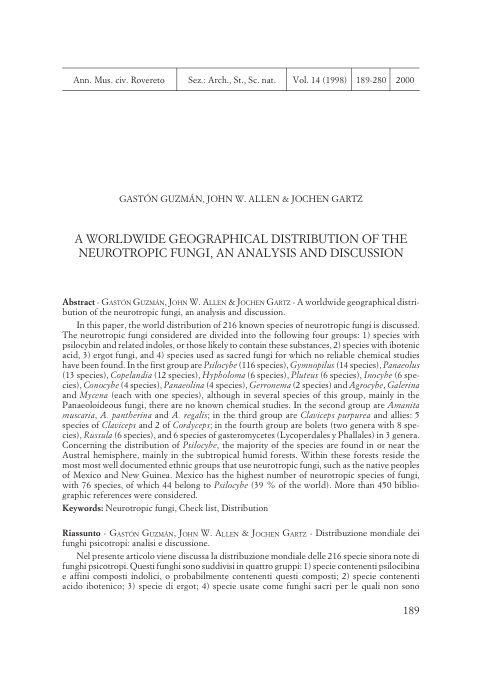 Ann. Mus. civ. Rovereto Sez.: Arch., St., Sc. nat. Vol. 14 (1998) 189-280 2000
GASTÓN GUZMÁN, JOHN W. ALLEN & JOCHEN GARTZ
A WORLDWIDE GEOGRAPHICAL DISTRIBUTION OF THE
NEUROTROPIC FUNGI, AN ANALYSIS AND DISCUSSION
Abstract - GASTÓN GUZMÁN, JOHN W. ALLEN & JOCHEN GARTZ - A worldwide geographical distri-
bution of the neurotropic fungi, an analysis and discussion.
In this paper, the world distribution of 216 known species of neurotropic fungi is discussed.
The neurotropic fungi considered are divided into the following four groups: 1) species with
psilocybin and related indoles, or those likely to contain these substances, 2) species with ibotenic
acid, 3) ergot fungi, and 4) species used as sacred fungi for which no reliable chemical studies
have been found. In the first group are Psilocybe (116 species), Gymnopilus (14 species), Panaeolus
(13 species), Copelandia (12 species), Hypholoma (6 species), Pluteus (6 species), Inocybe (6 spe-
cies), Conocybe (4 species), Panaeolina (4 species), Gerronema (2 species) and Agrocybe, Galerina
and Mycena (each with one species), although in several species of this group, mainly in the
Panaeoloideous fungi, there are no known chemical studies. In the second group are Amanita
muscaria, A. pantherina and A. regalis; in the third group are Claviceps purpurea and allies: 5
species of Claviceps and 2 of Cordyceps; in the fourth group are bolets (two genera with 8 spe-
cies), Russula (6 species), and 6 species of gasteromycetes (Lycoperdales y Phallales) in 3 genera.
Concerning the distribution of Psilocybe, the majority of the species are found in or near the
Austral hemisphere, mainly in the subtropical humid forests. Within these forests reside the
most most well documented ethnic groups that use neurotropic fungi, such as the native peoples
of Mexico and New Guinea. Mexico has the highest number of neurotropic species of fungi,
with 76 species, of which 44 belong to Psilocybe (39 % of the world). More than 450 biblio-
graphic references were considered.
Keywords: Neurotropic fungi, Check list, Distribution
Riassunto - GASTÓN GUZMÁN, JOHN W. ALLEN & JOCHEN GARTZ - Distribuzione mondiale dei
funghi psicotropi: analisi e discussione.
Nel presente articolo viene discussa la distribuzione mondiale delle 216 specie sinora note di
funghi psicotropi. Questi funghi sono suddivisi in quattro gruppi: 1) specie contenenti psilocibina
e affini composti indolici, o probabilmente contenenti questi composti; 2) specie contenenti
acido ibotenico; 3) specie di ergot; 4) specie usate come funghi sacri per le quali non sono
189